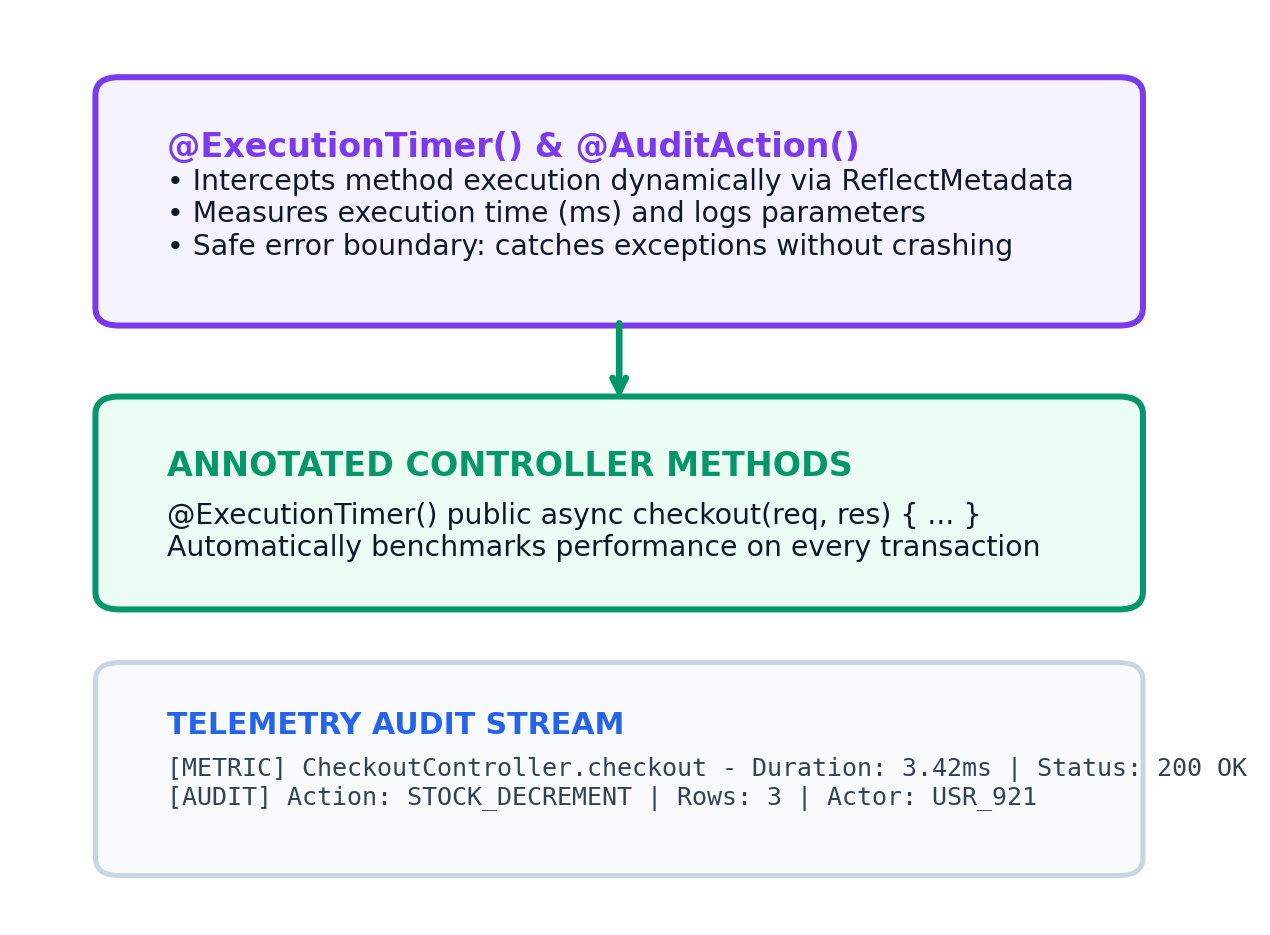 @ExecutionTimer() & @AuditAction()
• Intercepts method execution dynamically via ReflectMetadata
• Measures execution time (ms) and logs parameters
• Safe error boundary: catches exceptions without crashing
ANNOTATED CONTROLLER METHODS
@ExecutionTimer() public async checkout(req, res) { ... }
Automatically benchmarks performance on every transaction
TELEMETRY AUDIT STREAM
[METRIC] CheckoutController.checkout - Duration: 3.42ms | Status: 200 OK
[AUDIT] Action: STOCK_DECREMENT | Rows: 3 | Actor: USR_921